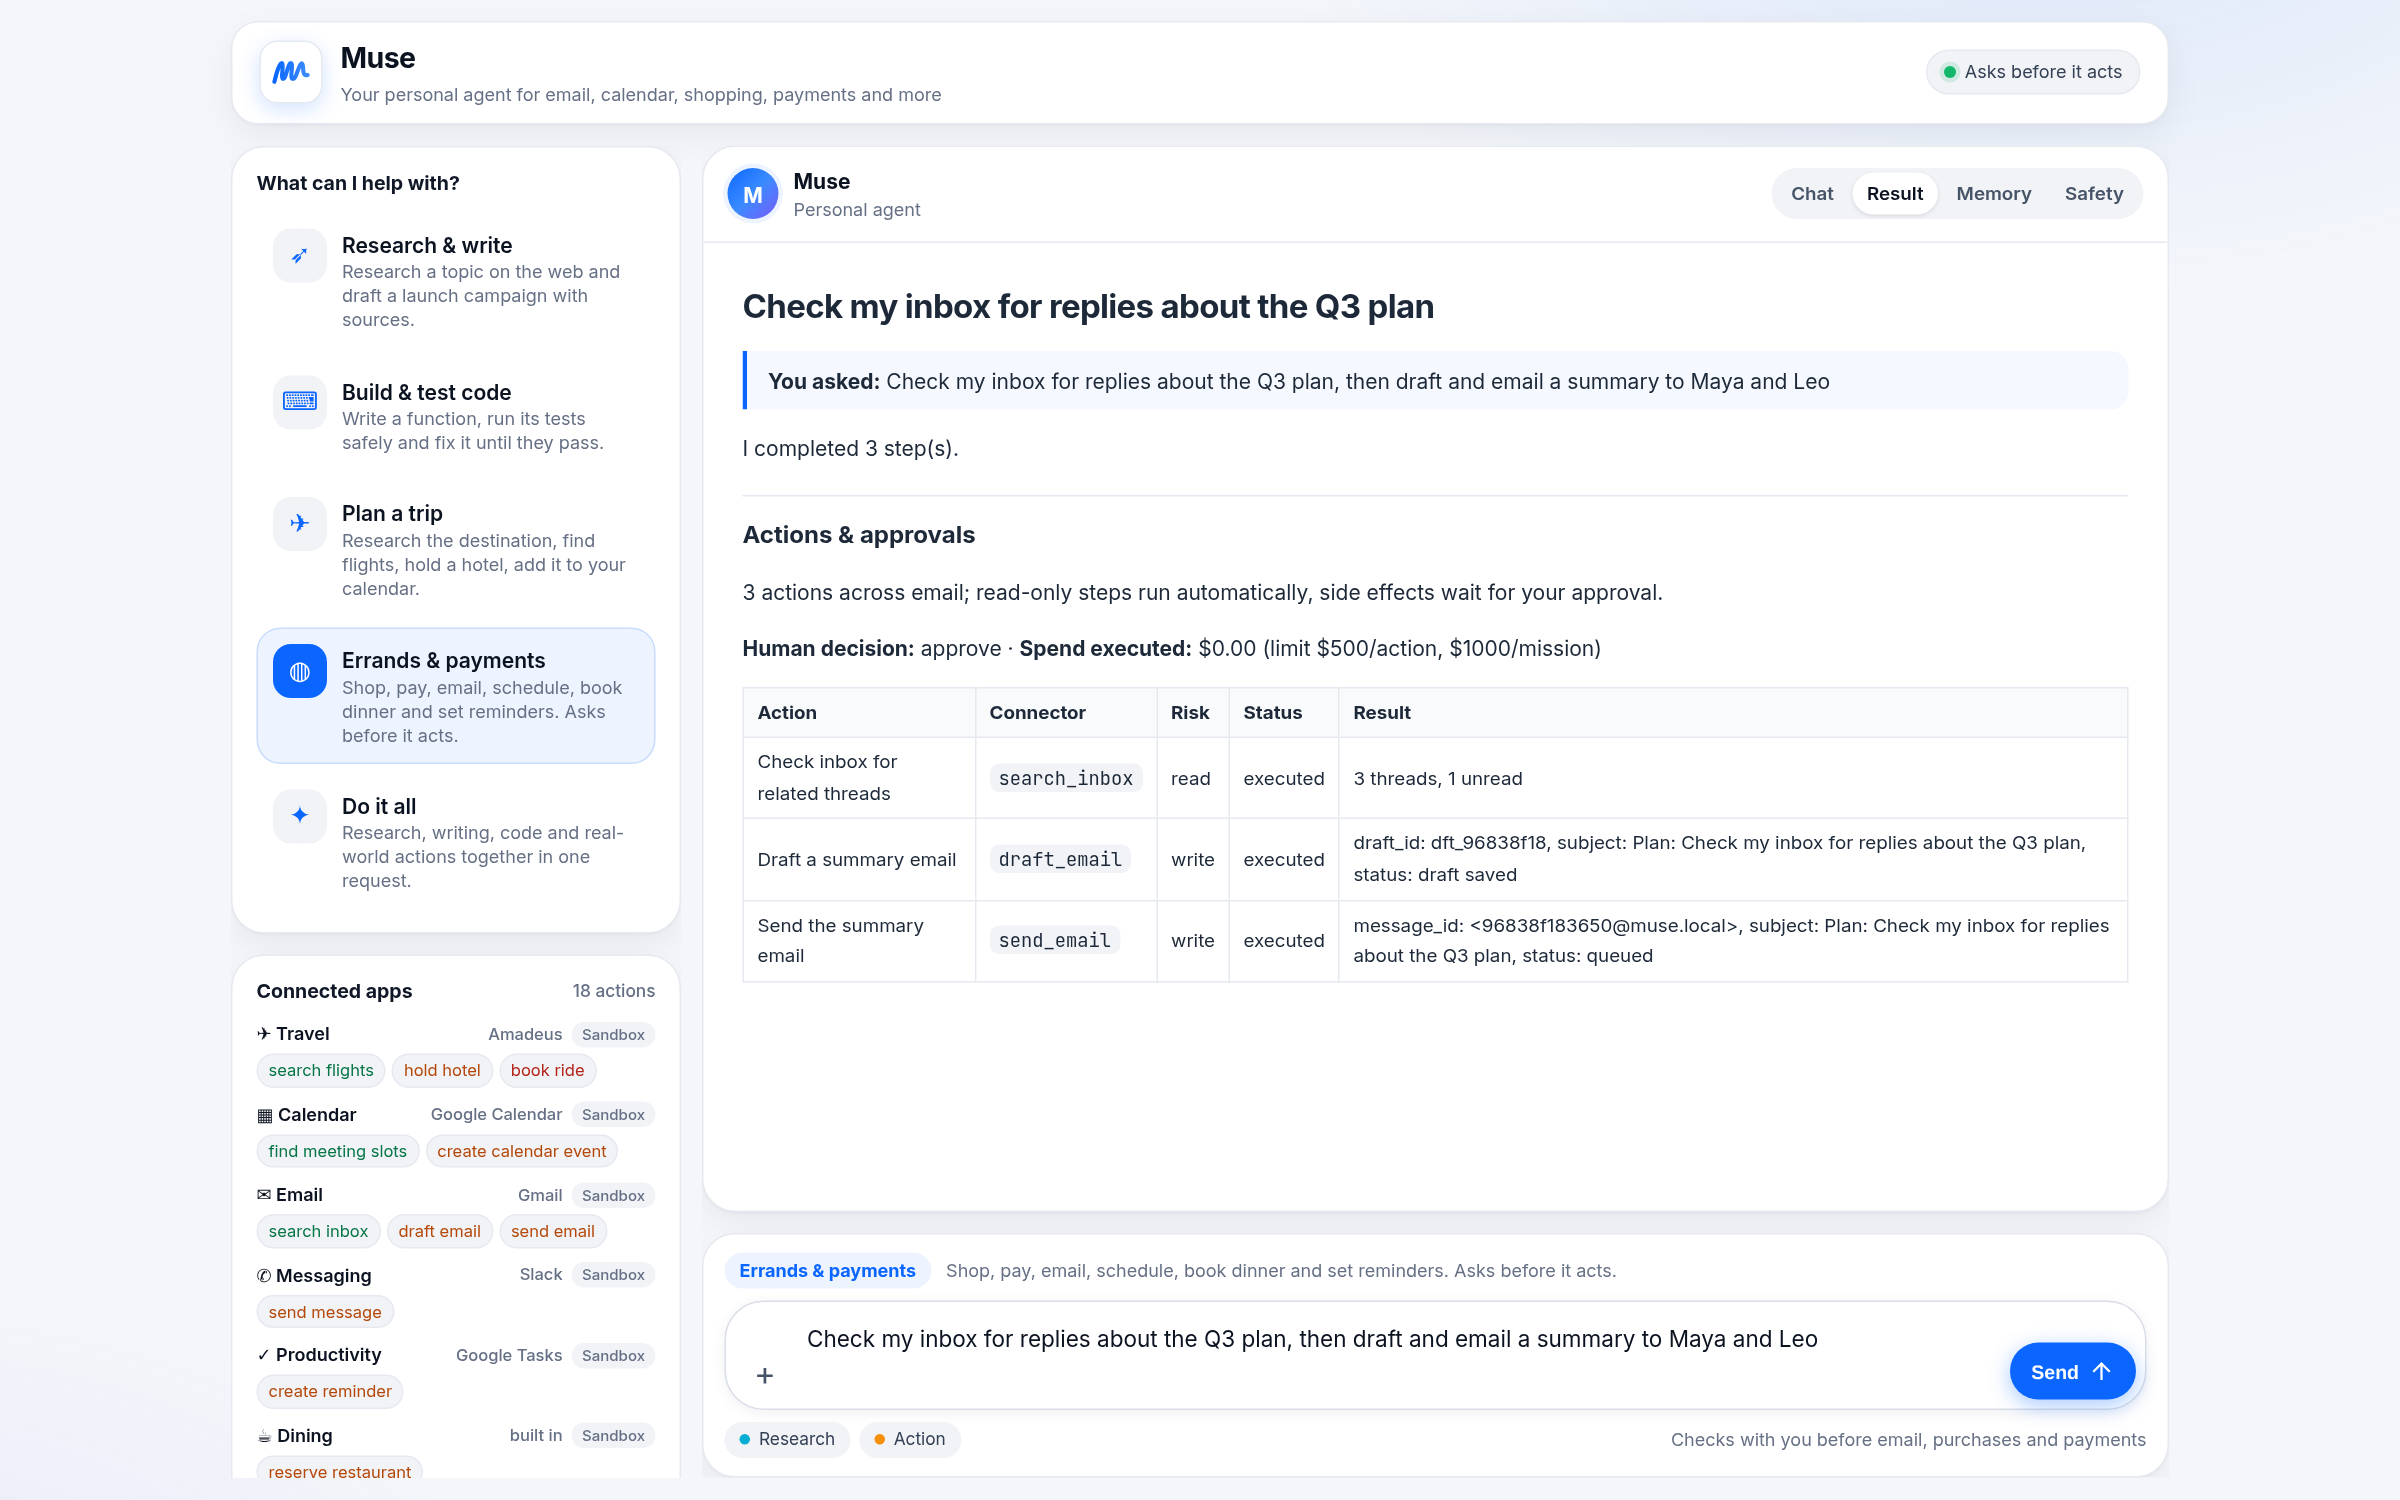 Muse
Your personal agent for email, calendar, shopping, payments and more
Asks before it acts
What can I help with?
Research & write
Research a topic on the web and
draft a launch campaign with
sources.
Build & test code
Write a function, run its tests
safely and fix it until they pass.
Plan a trip
Research the destination, find
flights, hold a hotel, add it to your
calendar.
Errands & payments
Shop, pay, email, schedule, book
dinner and set reminders. Asks
before it acts.
Do it all
Research, writing, code and real-
world actions together in one
request.
Connected apps 18 actions
Travel Amadeus Sandbox
search flights hold hotel book ride
Calendar Google Calendar Sandbox
find meeting slots create calendar event
Email Gmail Sandbox
search inbox draft email send email
Messaging Slack Sandbox
send message
Productivity Google Tasks Sandbox
create reminder
Dining built in Sandbox
reserve restaurant
M
Muse
Personal agent
Chat Result Memory Safety
Check my inbox for replies about the Q3 plan
You asked: Check my inbox for replies about the Q3 plan, then draft and email a summary to Maya and Leo
I completed 3 step(s).
Actions & approvals
3 actions across email; read-only steps run automatically, side effects wait for your approval.
Human decision: approve · Spend executed: $0.00 (limit $500/action, $1000/mission)
Action Connector Risk Status Result
Check inbox for
related threads
search_inbox read executed 3 threads, 1 unread
Draft a summary email draft_email write executed
draft_id: dft_96838f18, subject: Plan: Check my inbox for replies about the Q3 plan,
status: draft saved
Send the summary
email
send_email write executed
message_id: <96838f183650@muse.local>, subject: Plan: Check my inbox for replies
about the Q3 plan, status: queued
Errands & payments Shop, pay, email, schedule, book dinner and set reminders. Asks before it acts.
Check my inbox for replies about the Q3 plan, then draft and email a summary to Maya and Leo
+
Send ↑
Research Action
Checks with you before email, purchases and payments